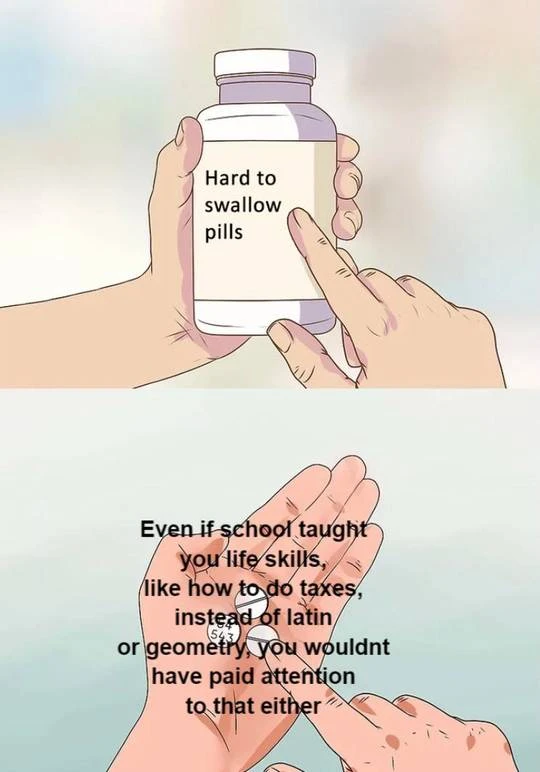 Hard to
swallow
pills
Even if school taught
you life skills,
like how to do taxes,
instead of latin
or geometry, you wouldnt
have paid attention
to that either
543